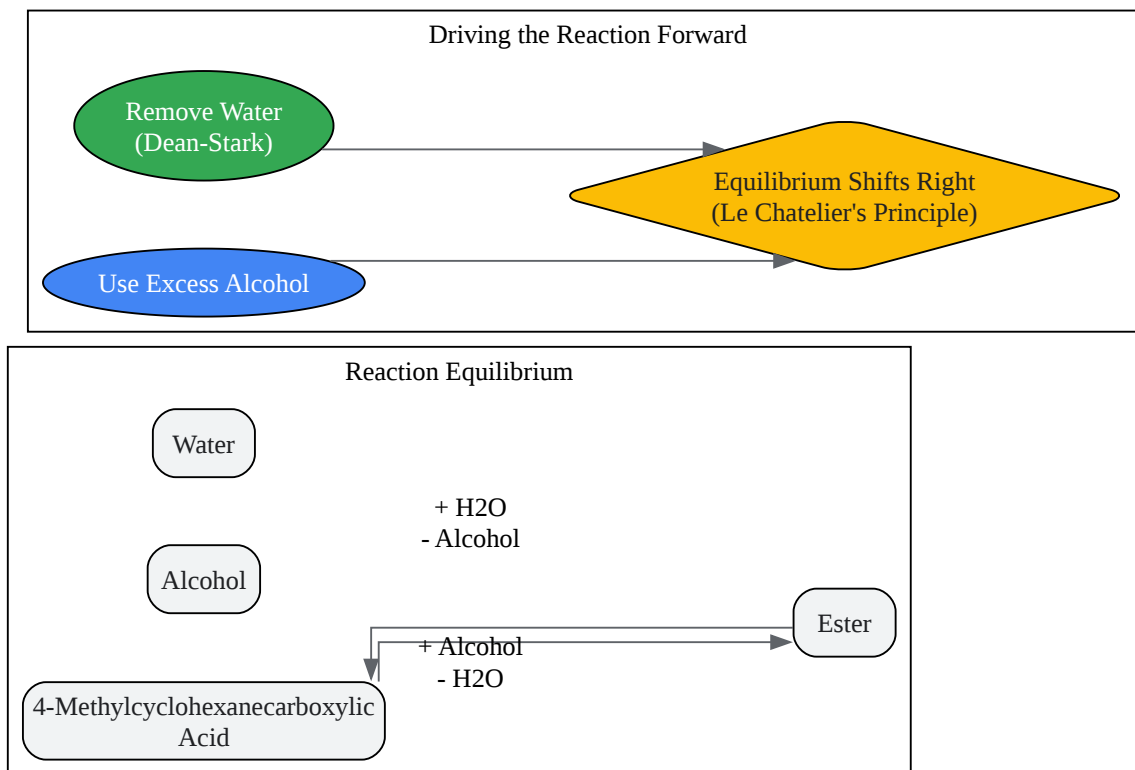 Driving the Reaction Forward
Remove Water
(Dean-Stark)
Equilibrium Shifts Right
(Le Chatelier's Principle)
Use Excess Alcohol
Reaction Equilibrium
Water
+ H2O
- Alcohol
Alcohol
Ester
+ Alcohol
- H2O
4-Methylcyclohexanecarboxylic
Acid